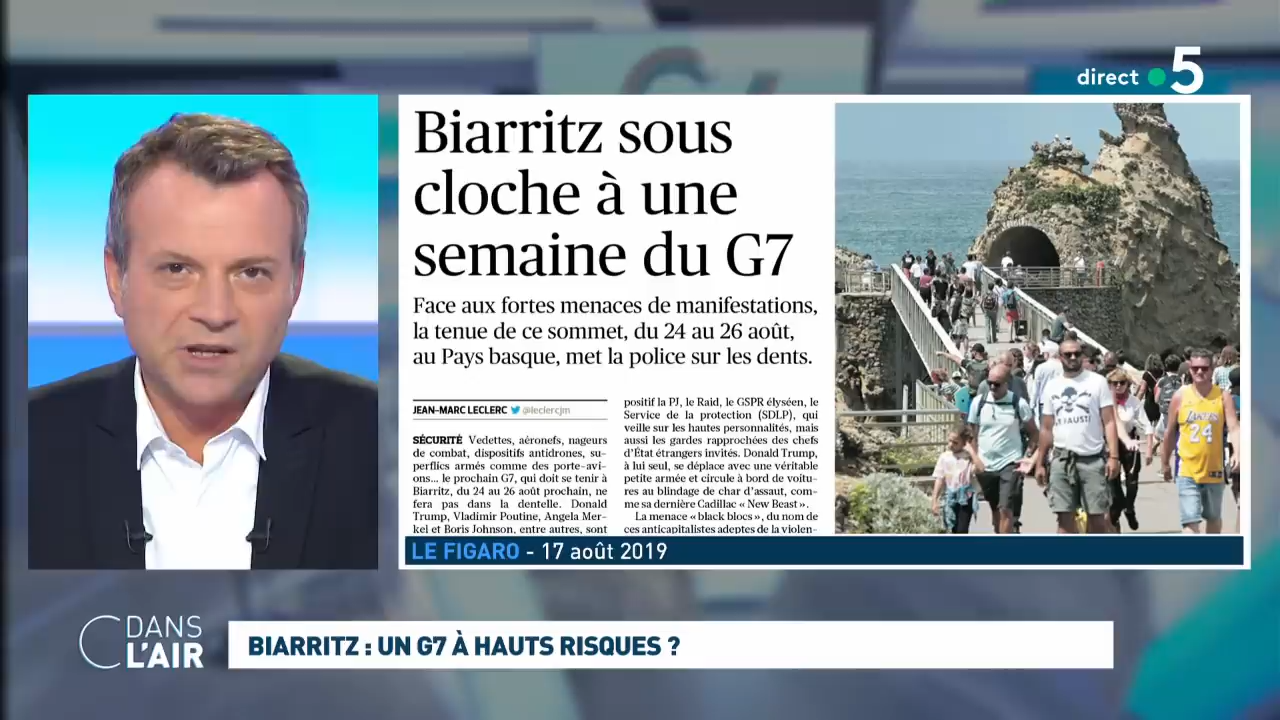 direct 5
Biarritz sous
cloche à une
semaine du G7
Face aux fortes menaces de manifestations,
la tenue de ce sommet, du 24 au 26 août,
au Pays basque, met la police sur les dents.
JEAN-MARC LECLERC @leclercjm
SÉCURITÉ Vedettes, aéronefs, nageurs
de combat, dispositifs antidrones, su-
perflics armés comme des porte-avi-
ons... le prochain G7, qui doit se tenir à
Biarritz, du 24 au 26 août prochain, ne
fera pas dans la dentelle. Donald
Trump, Vladimir Poutine, Angela Mer-
kel et Boris Johnson, entre autres, sont
positif la PJ, le Raid, le GSPR élyséen, le
Service de la protection (SDLP), qui
veille sur les hautes personnalités, mais
aussi les gardes rapprochées des chefs
d'État étrangers invités. Donald Trump,
à lui seul, se déplace avec une véritable
petite armée et circule à bord de voitu-
res au blindage de char d'assaut, com-
me sa dernière Cadillac « New Beast ».
La menace « black blocs », du nom de
ces anticapitalistes adeptes de la violen-
FAUSTI
LAKERS
24
LE FIGARO - 17 août 2019
C DANS
L'AIR
BIARRITZ : UN G7 À HAUTS RISQUES ?